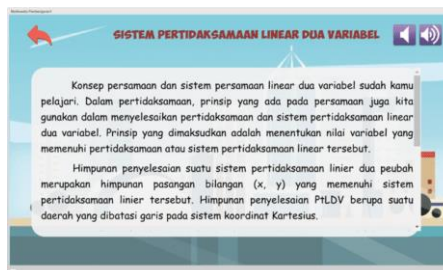 SISTEM PERTIDAKSAMAAN LINEAR DUA VARIABEL
Konsep persamaan dan sistem persamaan linear dua variabel sudah kamu
pelajari. Dalam pertidaksamaan, prinsip yang ada pada persamaan juga kita
gunakan dalam menyelesaikan pertidaksamaan dan sistem pertidaksamaan linear
dua variabel. Prinsip yang dimaksudkan adalah menentukan nilai variabel yang
memenuhi pertidaksamaan atau sistem pertidaksamaan linear tersebut.
Himpunan penyelesaian suatu sistem pertidaksamaan linier dua peubah
merupakan himpunan pasangan bilangan (x, y) yang memenuhi sistem
pertidaksamaan linier tersebut. Himpunan penyelesaian PtLDV berupa suatu
daerah yang dibatasi garis pada sistem koordinat Kartesius.